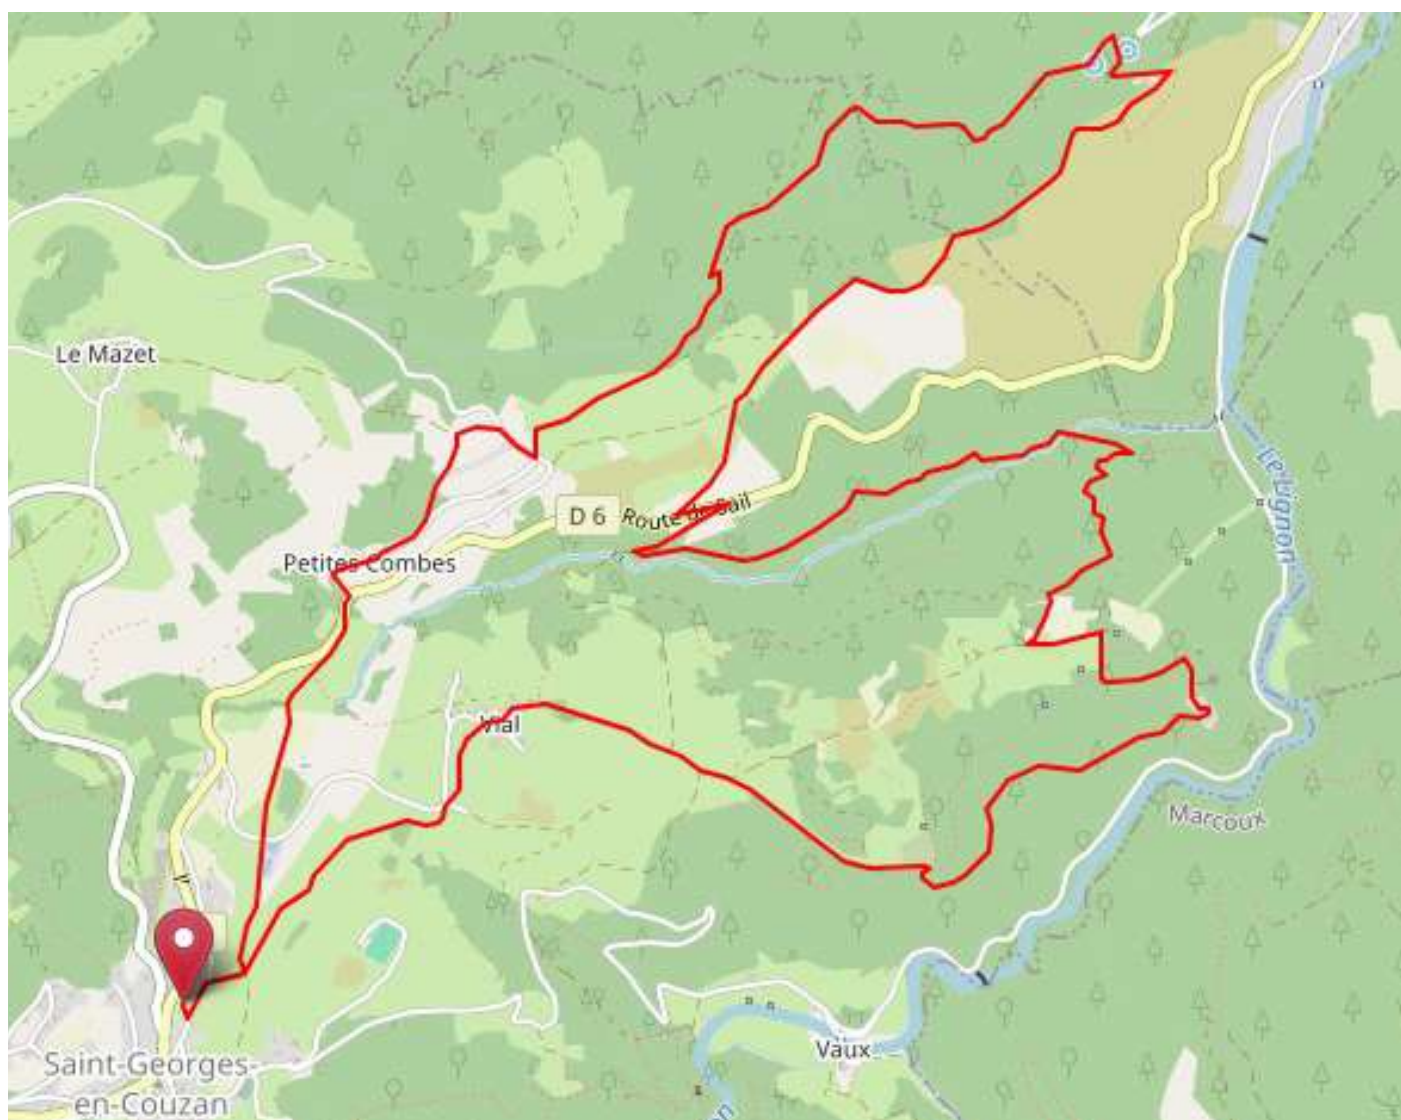 Le Mazet
D 6
Route de Sail
Petites Combes
Le Lignon
Vial
Marcoux
Vaux
Saint-Georges-
en-Couzan